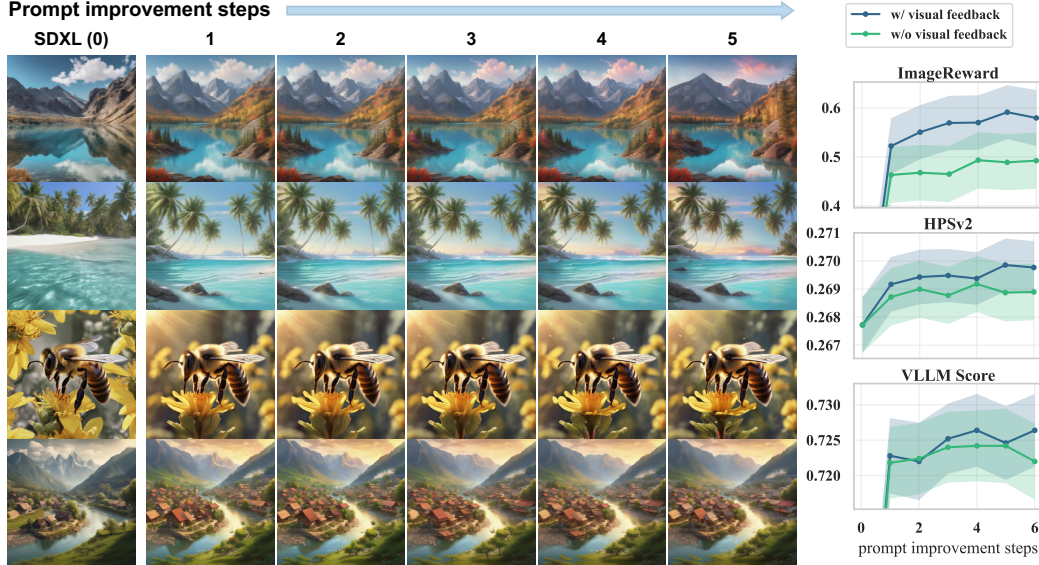 Prompt improvement steps
SDXL (0) 1 2 3 4 5
w/ visual feedback
w/o visual feedback
ImageReward
0.6
0.5
0.4
HPSv2
0.271
0.270
0.269
0.268
0.267
VLLM Score
0.730
0.725
0.720
0 2 4 6
prompt improvement steps